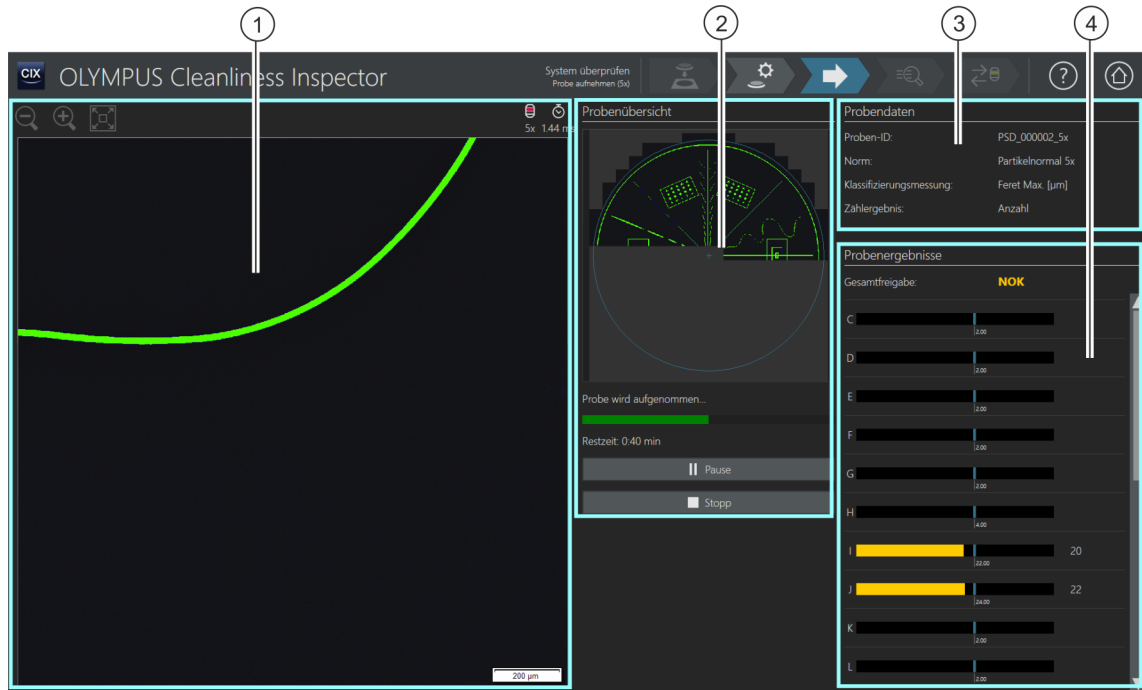 1
2
3
4
CIX
OLYMPUS Cleanliness Inspector
System überprüfen
Probe aufnehmen (5x)
?
5x 1.44 ms
Probenübersicht
Probe wird aufgenommen...
Restzeit: 0:40 min
Pause
Stopp
200 µm
Probendaten
Proben-ID: PSD_000002_5x
Norm: Partikelnormal 5x
Klassifizierungsmessung: Feret Max. [µm]
Zählergebnis: Anzahl
Probenergebnisse
Gesamtfreigabe: NOK
C
2.00
D
2.00
E
2.00
F
2.00
G
2.00
H
4.00
I 20
22.00
J 22
24.00
K
2.00
L
2.00